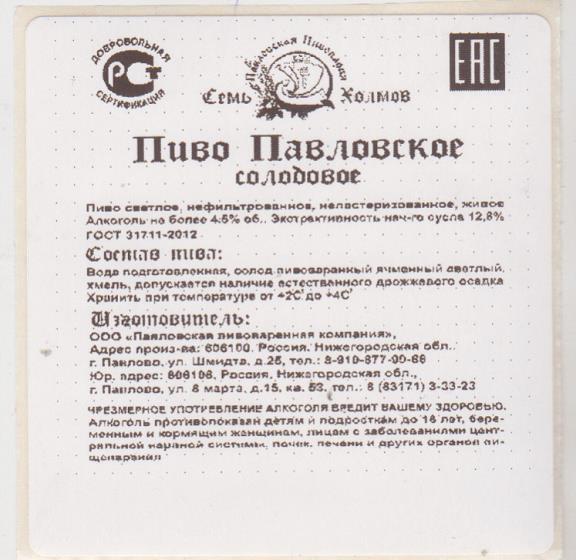 ДОБРОВОЛЬНАЯ
РСТ
СЕРТИФИКАЦИЯ
Павловская Пивоварня
Семь Холмов
ЕАС
Пиво Павловское
солодовое
Пиво светлое, нефильтрованное, непастеризованное, живое
Алкоголь не более 4.5% об.. Экстрактивность нач-го сусла 12,8%
ГОСТ 31711-2012
Состав пива:
Вода подготовленная, солод пивоваренный ячменный светлый,
хмель, допускается наличие естественного дрожжевого осадка
Хранить при температуре от +2С до +4С
Изготовитель:
ООО «Павловская пивоваренная компания»,
Адрес произ-ва: 606100, Россия, Нижегородская обл.,
г. Павлово, ул. Шмидта, д.25, тел.: 8-910-877-00-66
Юр. адрес: 606108, Россия, Нижегородская обл.,
г. Павлово, ул. 8 марта, д.15, кв. 53, тел.: 8 (83171) 3-33-23
ЧРЕЗМЕРНОЕ УПОТРЕБЛЕНИЕ АЛКОГОЛЯ ВРЕДИТ ВАШЕМУ ЗДОРОВЬЮ.
Алкоголь противопоказан детям и подросткам до 18 лет, бере-
менным и кормящим женщинам, лицам с заболеваниями цент-
ральной нервной системы, почек, печени и других органов пи-
щеварения